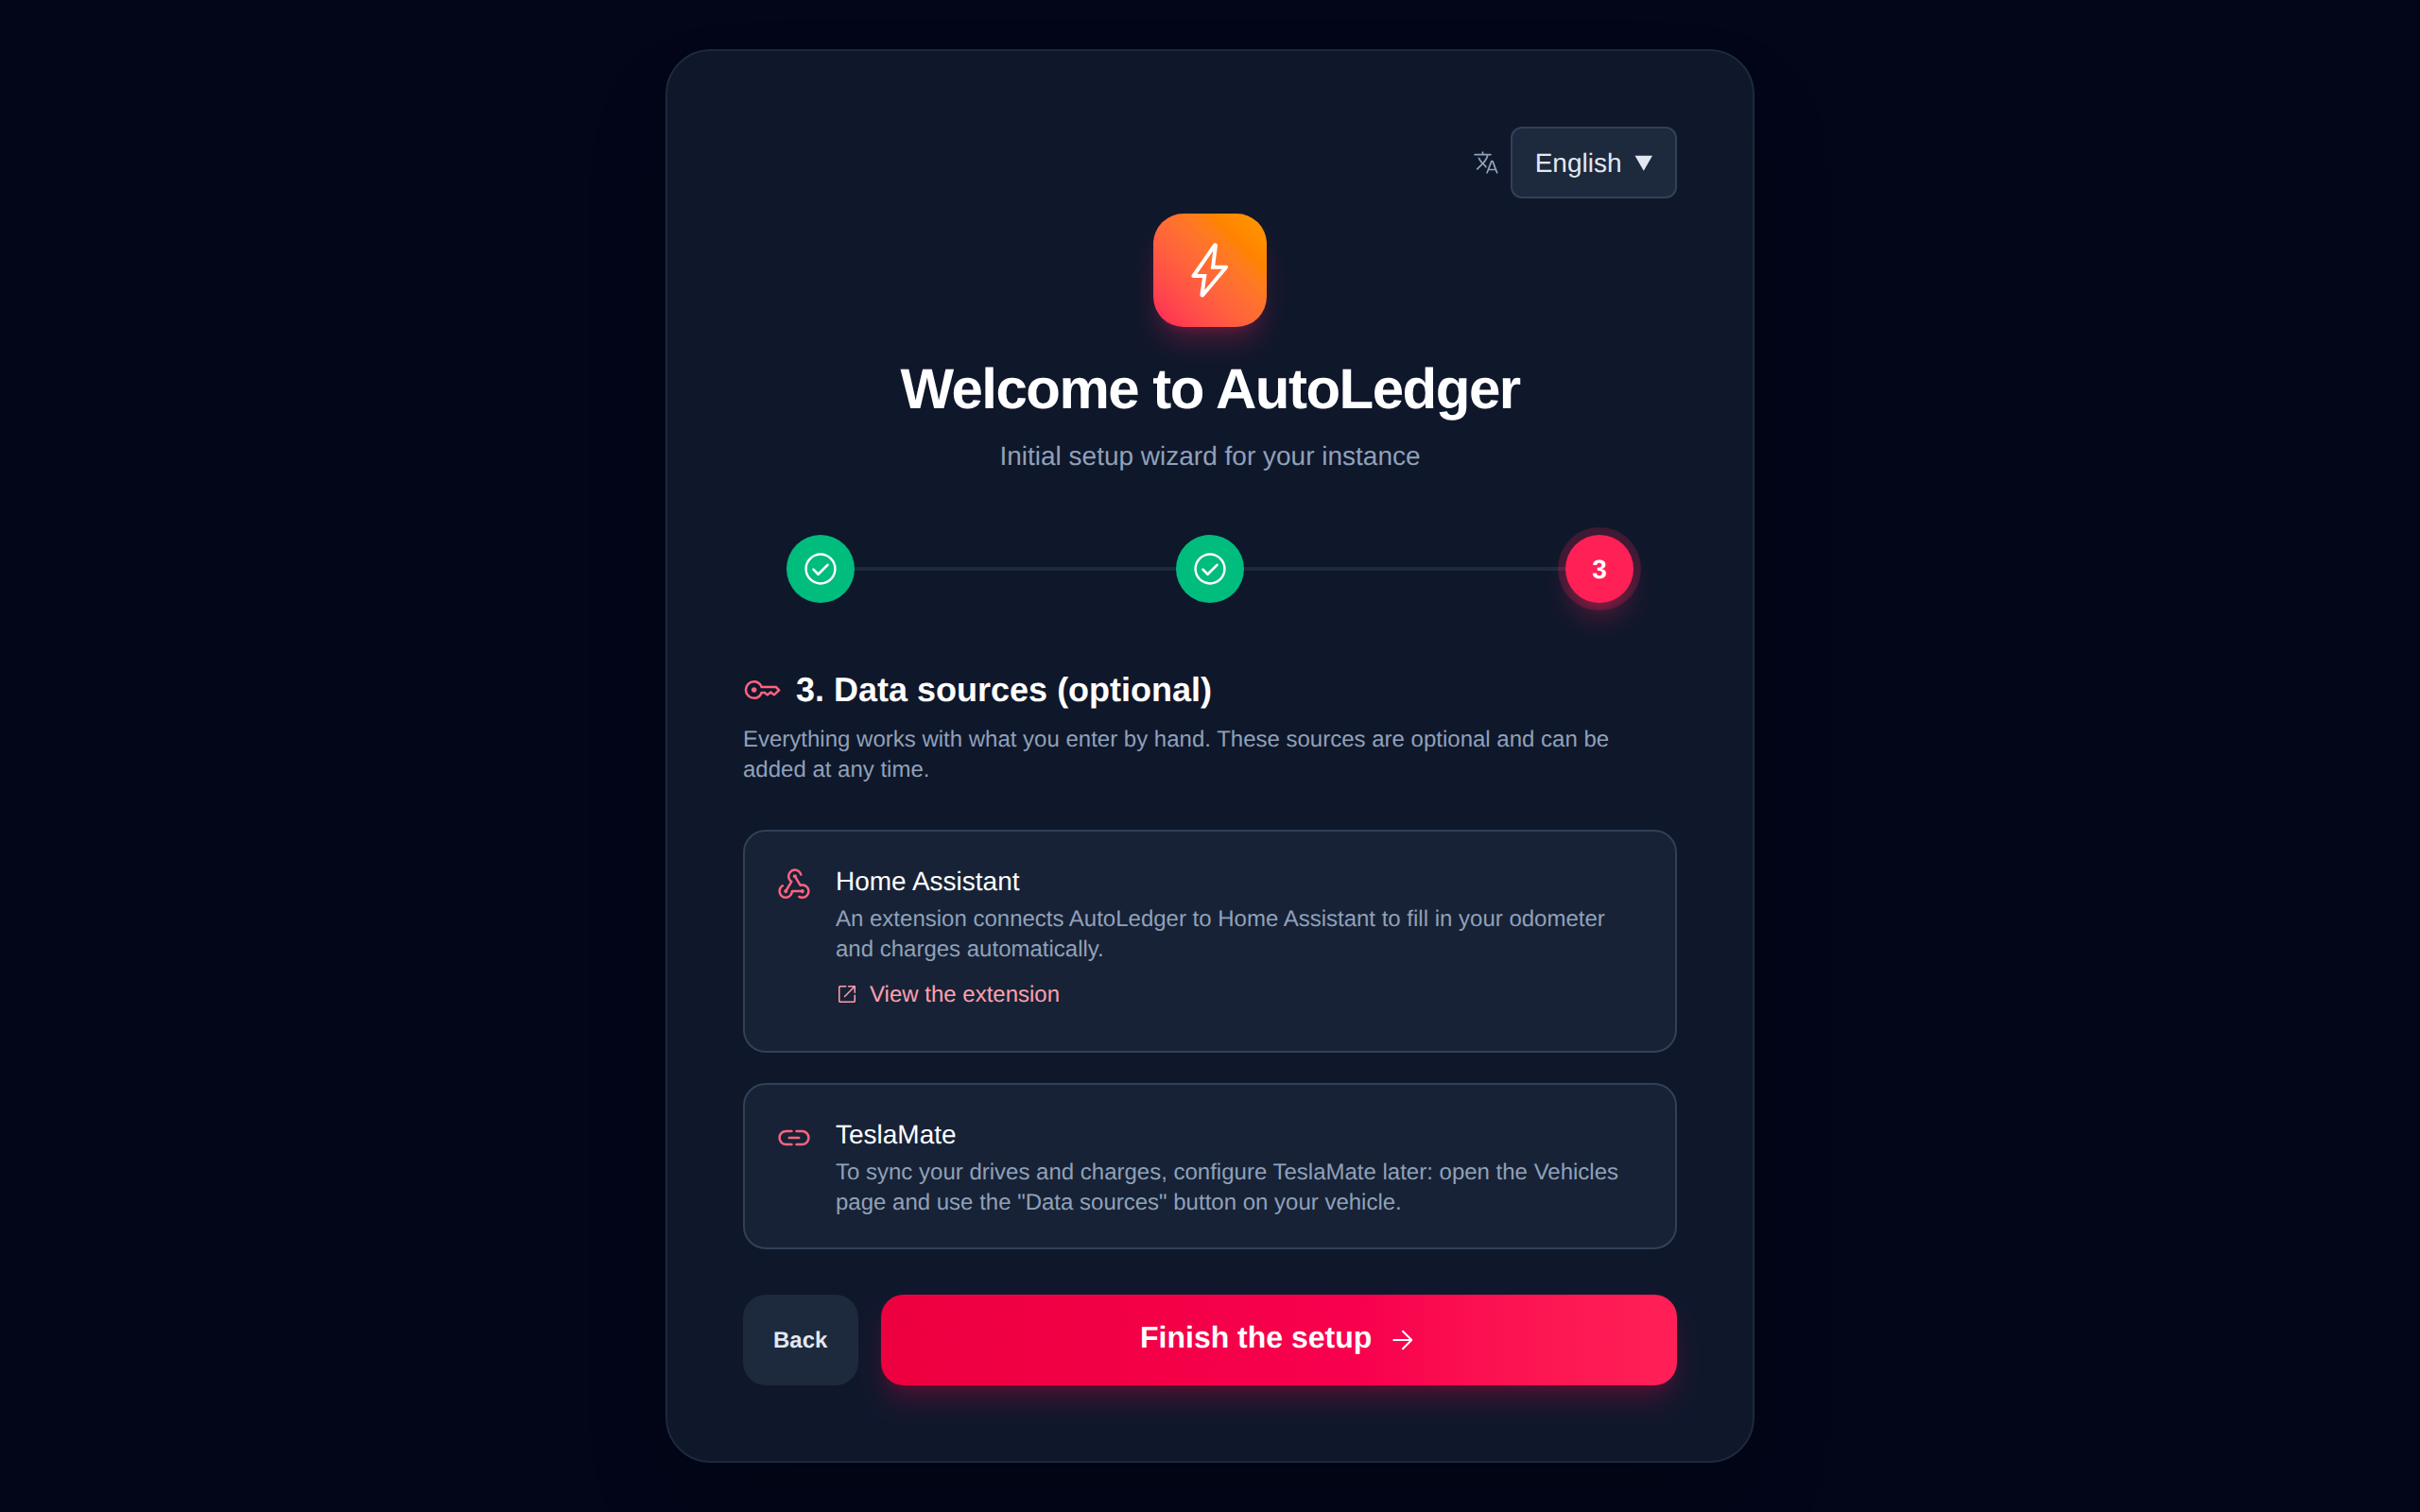 English
Welcome to AutoLedger
Initial setup wizard for your instance
3
3. Data sources (optional)
Everything works with what you enter by hand. These sources are optional and can be
added at any time.
Home Assistant
An extension connects AutoLedger to Home Assistant to fill in your odometer
and charges automatically.
View the extension
TeslaMate
To sync your drives and charges, configure TeslaMate later: open the Vehicles
page and use the "Data sources" button on your vehicle.
Back
Finish the setup